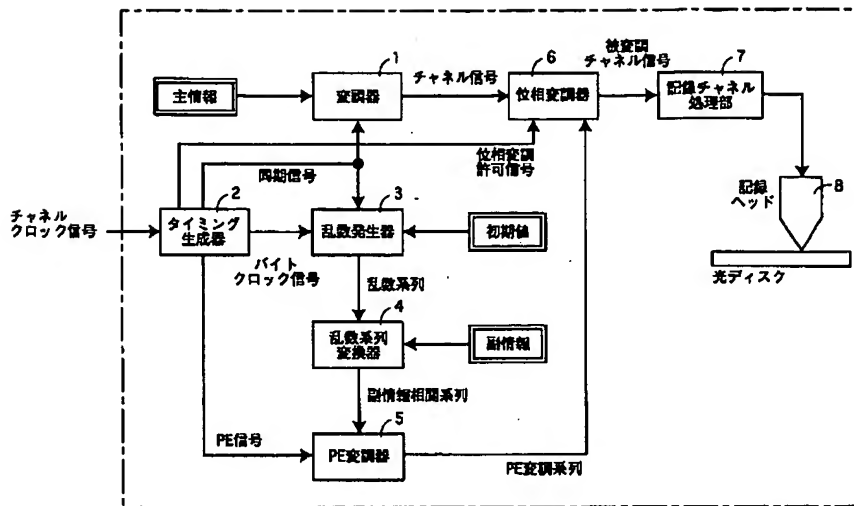 1
主情報
変調器
チャネル信号
6
位相変調器
被変調
チャネル信号
7
記録チャネル
処理部
同期信号
位相変調
許可信号
チャネル
クロック信号
2
タイミング
生成器
バイト
クロック信号
3
乱数発生器
初期値
記録
ヘッド
8
光ディスク
乱数系列
4
乱数系列
変換器
副情報
副情報相関系列
PE信号
5
PE変調器
PE変調系列